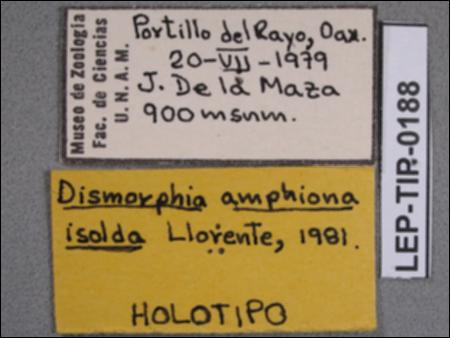 Museo de Zoología
Fac. de Ciencias
U. N. A. M.
Portillo del Rayo, Oax.
20-VII-1979
J. De la Maza
900 msnm.
LEP-TIR-0188
Dismorphia amphiona
isolda Llorente, 1981.
HOLOTIPO